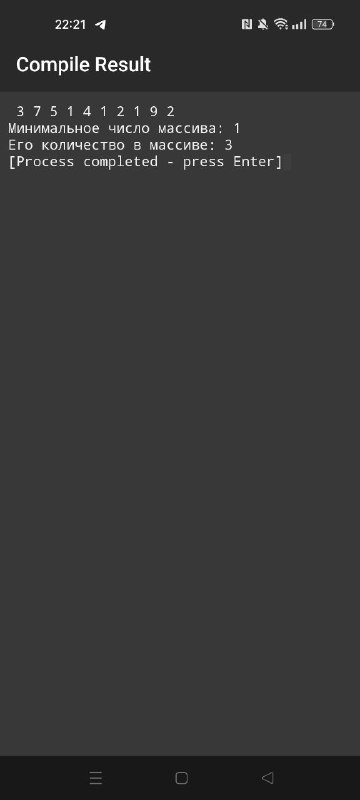 22:21
74
Compile Result
3 7 5 1 4 1 2 1 9 2
Минимальное число массива: 1
Его количество в массиве: 3
[Process completed - press Enter]